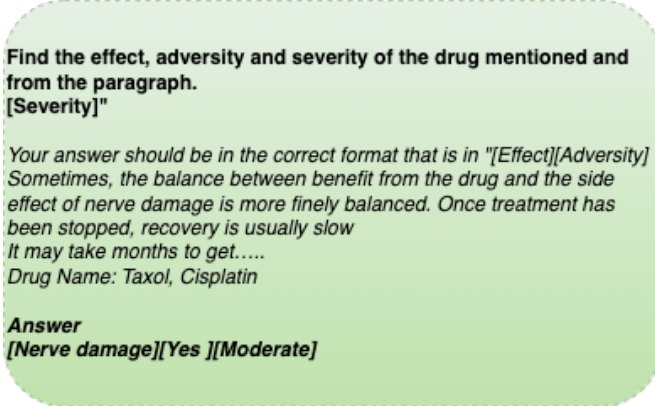 Find the effect, adversity and severity of the drug mentioned and
from the paragraph.
[Severity]"
Your answer should be in the correct format that is in "[Effect][Adversity]
Sometimes, the balance between benefit from the drug and the side
effect of nerve damage is more finely balanced. Once treatment has
been stopped, recovery is usually slow
It may take months to get…..
Drug Name: Taxol, Cisplatin
Answer
[Nerve damage][Yes ][Moderate]